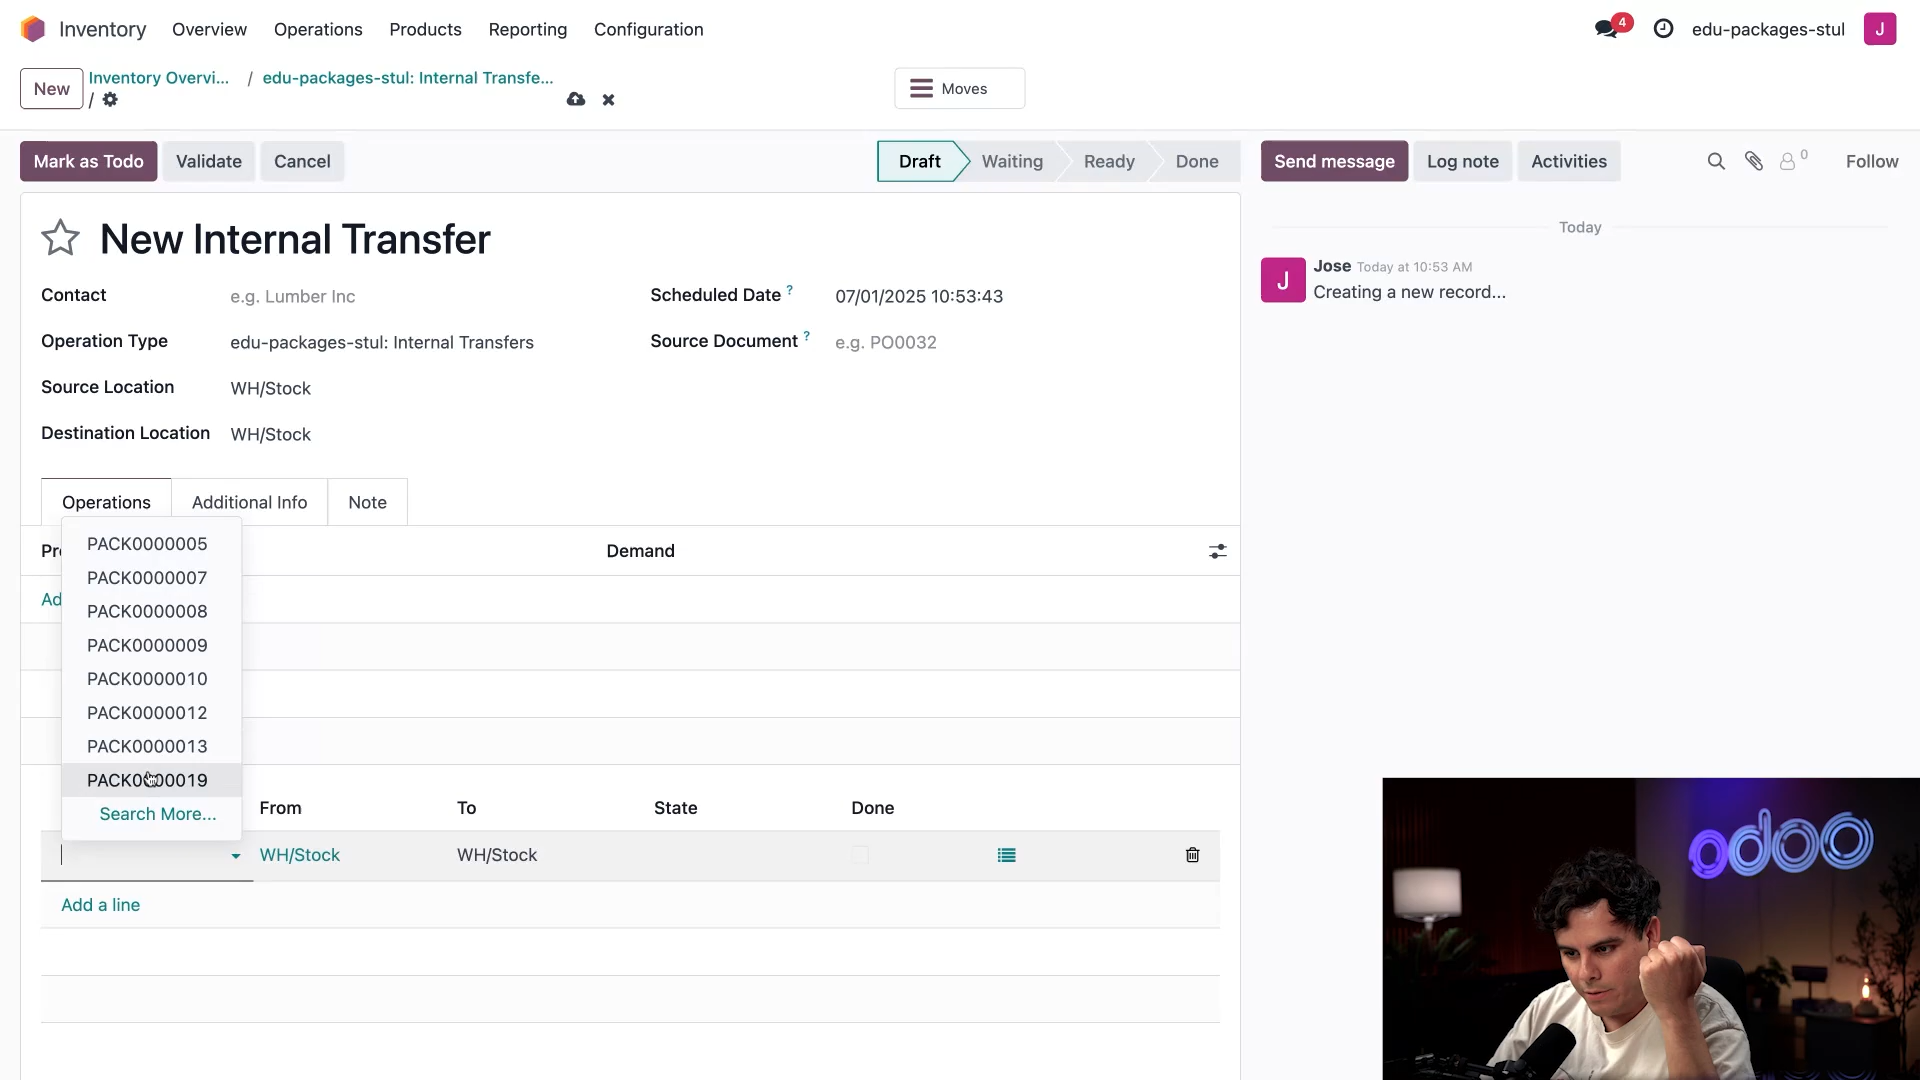 Inventory Overview Operations Products Reporting Configuration 4 edu-packages-stul J
New Inventory Overvi... / edu-packages-stul: Internal Transfe...
/
Moves
Mark as Todo Validate Cancel Draft Waiting Ready Done Send message Log note Activities 0 Follow
New Internal Transfer
Today
Contact e.g. Lumber Inc Scheduled Date ? 07/01/2025 10:53:43
J Jose Today at 10:53 AM
Creating a new record...
Operation Type edu-packages-stul: Internal Transfers Source Document ? e.g. PO0032
Source Location WH/Stock
Destination Location WH/Stock
Operations Additional Info Note
Demand
PACK0000005
PACK0000007
PACK0000008
PACK0000009
PACK0000010
PACK0000012
PACK0000013
PACK0000019
Search More...
From To State Done
WH/Stock WH/Stock
Add a line
odoo